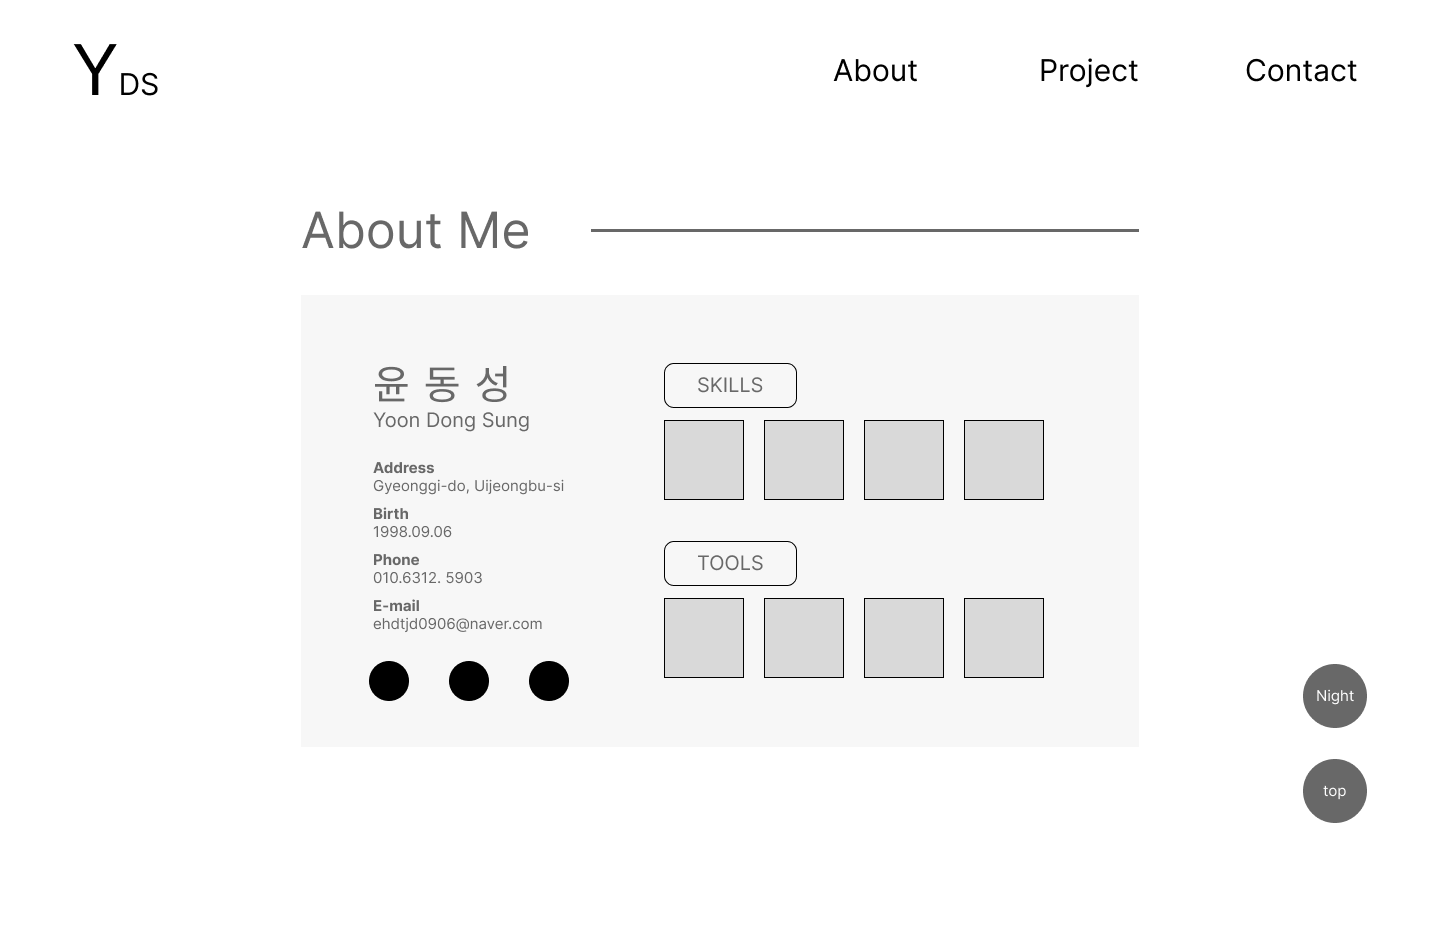 Y DS
About Project Contact
About Me
윤 동 성
Yoon Dong Sung
Address
Gyeonggi-do, Uijeongbu-si
Birth
1998.09.06
Phone
010.6312. 5903
E-mail
ehdtjd0906@naver.com
SKILLS
TOOLS
Night
top